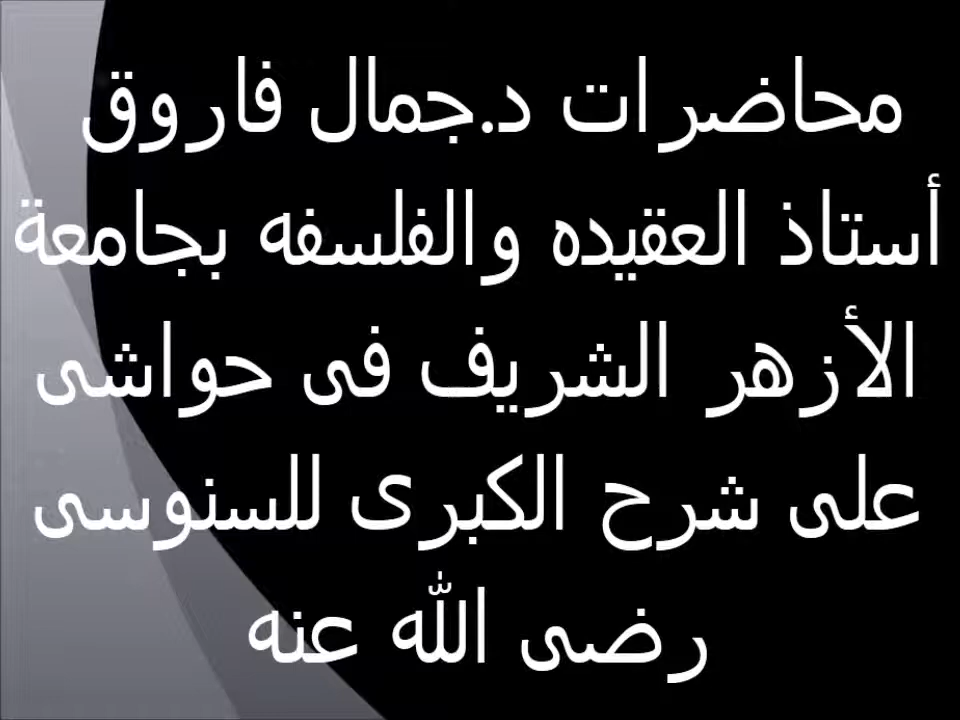 محاضرات د.جمال فاروق
أستاذ العقيده والفلسفه بجامعة
الأزهر الشريف فى حواشى
على شرح الكبرى للسنوسى
رضى الله عنه